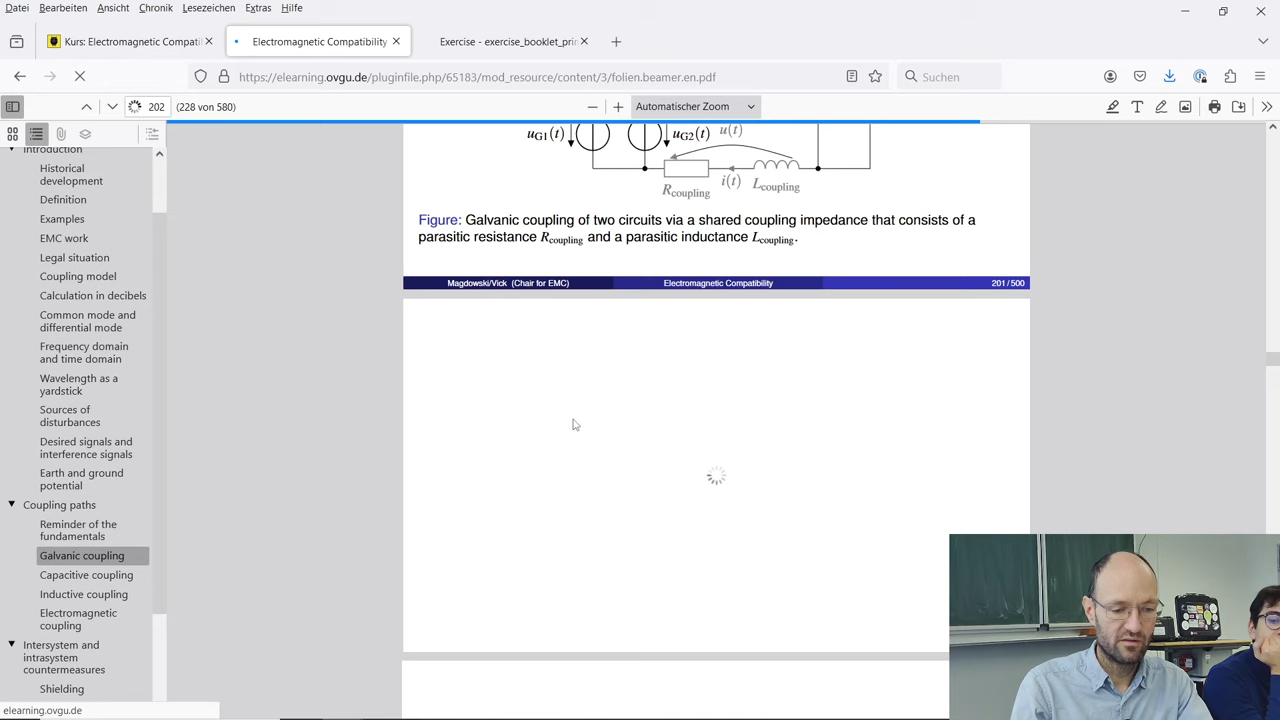 Datei Bearbeiten Ansicht Chronik Lesezeichen Extras Hilfe
Kurs: Electromagnetic Compati
Electromagnetic Compatibility
Exercise - exercise_booklet_prin
https://elearning.ovgu.de/pluginfile.php/65183/mod_resource/content/3/folien.beamer.en.pdf
Suchen
202 (228 von 580)
Automatischer Zoom
Introduction
Historical
development
Definition
Examples
EMC work
Legal situation
Coupling model
Calculation in decibels
Common mode and
differential mode
Frequency domain
and time domain
Wavelength as a
yardstick
Sources of
disturbances
Desired signals and
interference signals
Earth and ground
potential
Coupling paths
Reminder of the
fundamentals
Galvanic coupling
Capacitive coupling
Inductive coupling
Electromagnetic
coupling
Intersystem and
intrasystem
countermeasures
Shielding
elearning.ovgu.de
uG1(t) uG2(t) u(t)
Rcoupling i(t) Lcoupling
Figure: Galvanic coupling of two circuits via a shared coupling impedance that consists of a
parasitic resistance Rcoupling and a parasitic inductance Lcoupling.
Magdowski/Vick (Chair for EMC) Electromagnetic Compatibility 201/500